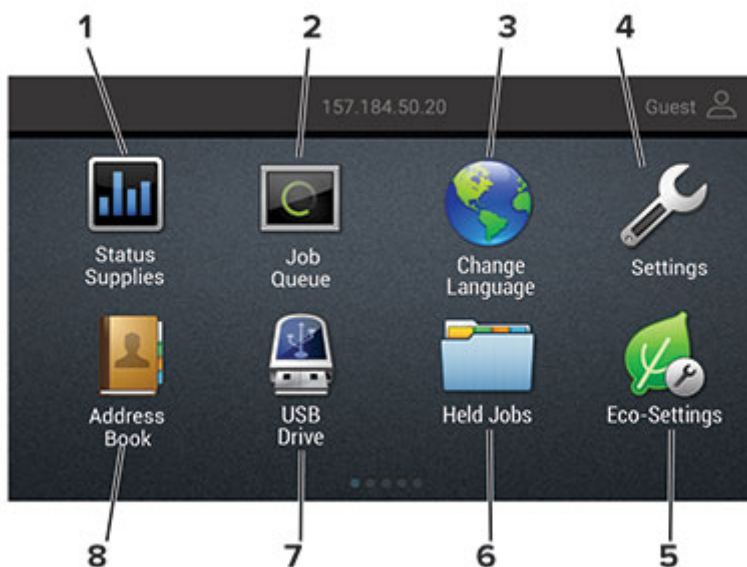 1 2 3 4
157.184.50.20 Guest
Status
Supplies
Job
Queue
Change
Language
Settings
Address
Book
USB
Drive
Held Jobs
Eco-Settings
8 7 6 5